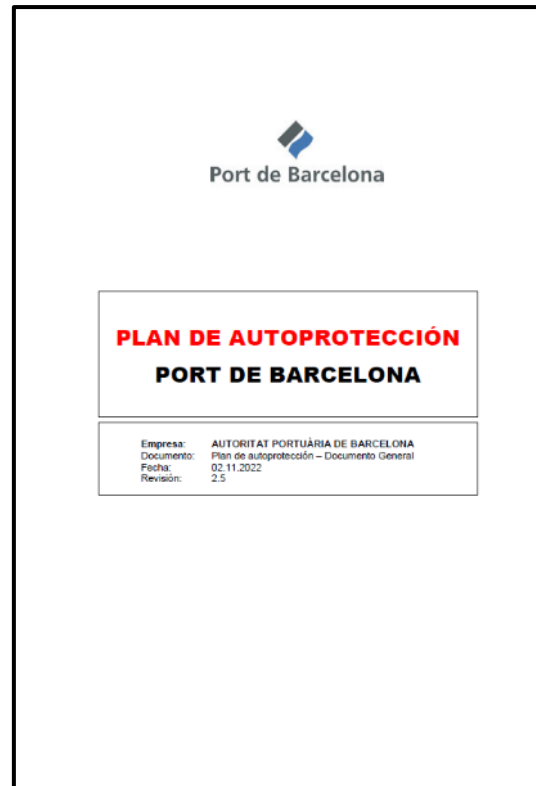 Port de Barcelona
PLAN DE AUTOPROTECCIÓN
PORT DE BARCELONA
Empresa: AUTORITAT PORTUÀRIA DE BARCELONA
Documento: Plan de autoprotección – Documento General
Fecha: 02.11.2022
Revisión: 2.5